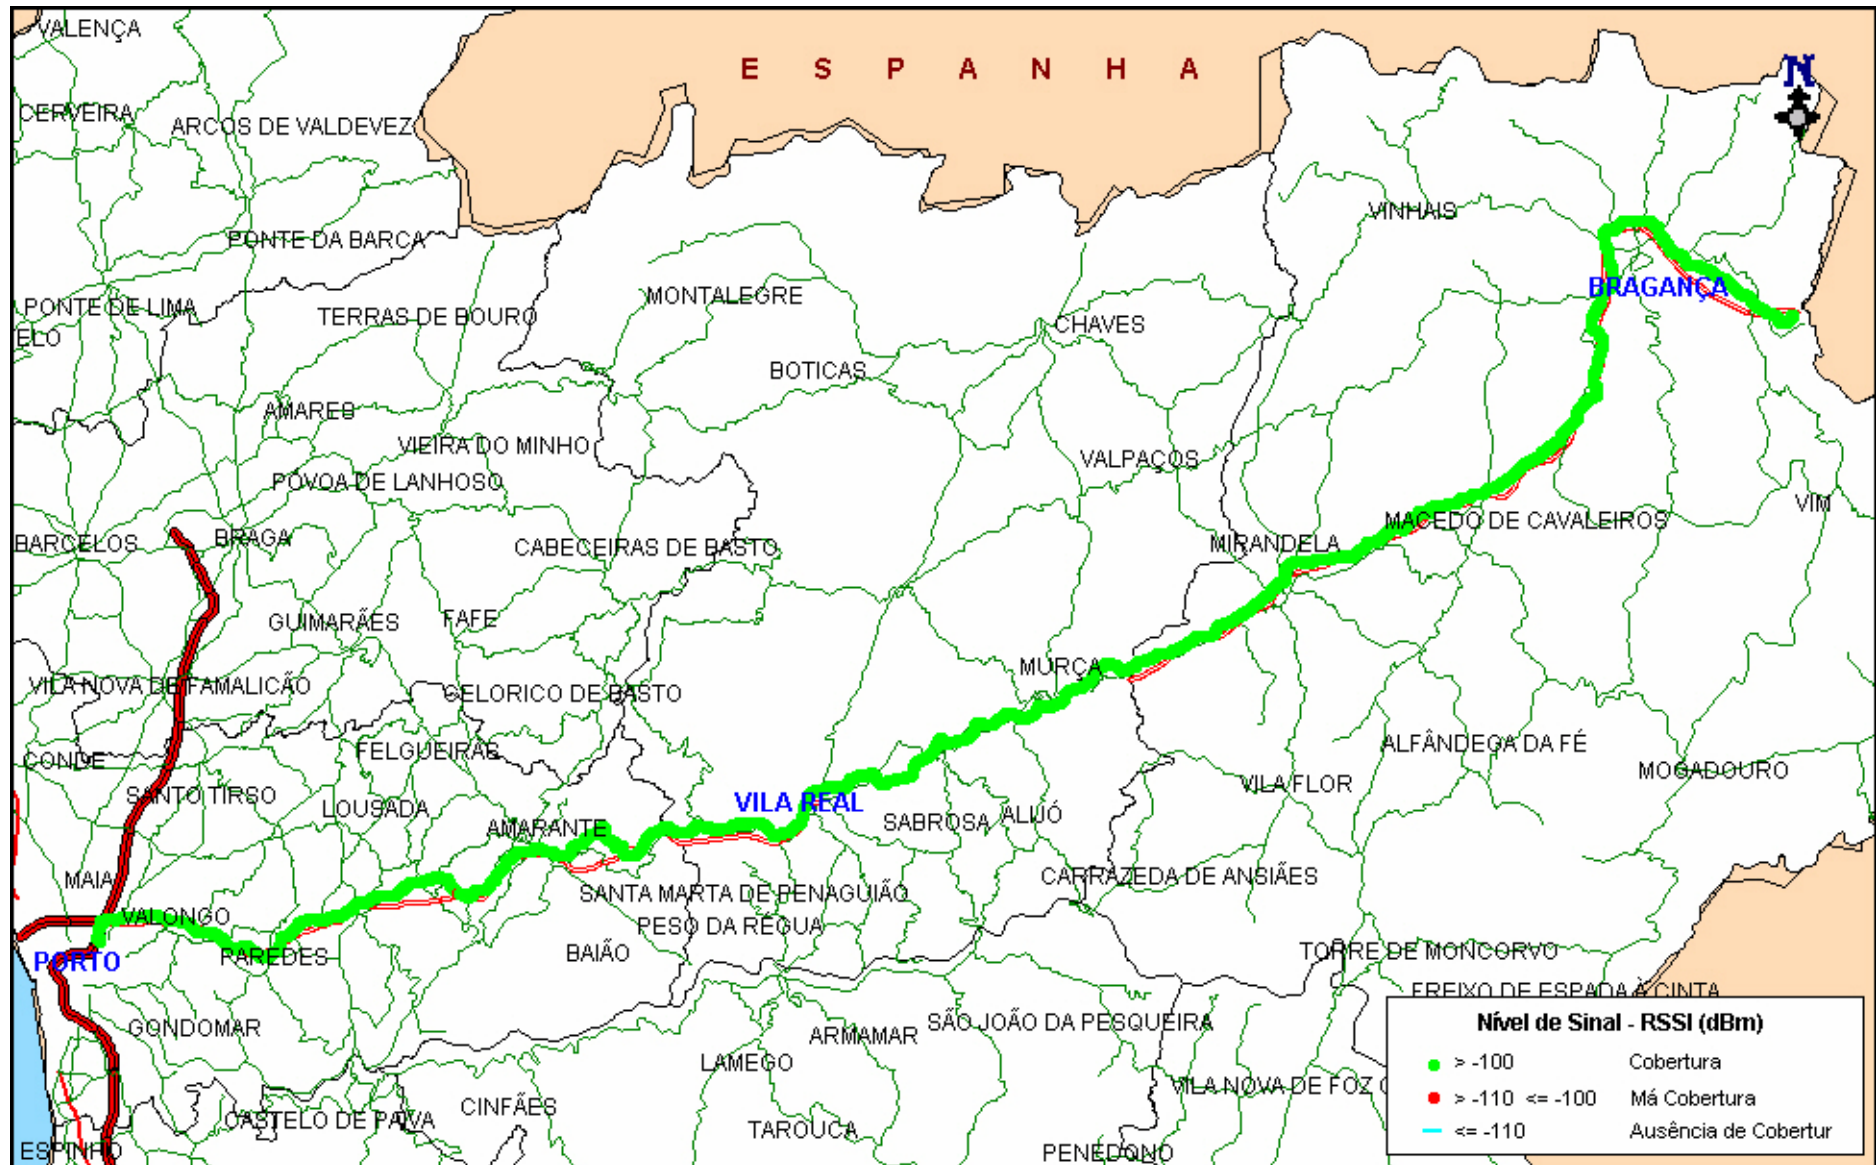 VALENÇA
E S P A N H A
N
CERVEIRA
ARCOS DE VALDEVEZ
VINHAIS
PONTE DA BARCA
BRAGANÇA
MONTALEGRE
PONTE DE LIMA
TERRAS DE BOURO
CHAVES
ELO
BOTICAS
AMARES
VIEIRA DO MINHO
VALPAÇOS
PÓVOA DE LANHOSO
VIM
MACEDO DE CAVALEIROS
BARCELOS
BRAGA
CABECEIRAS DE BASTO
MIRANDELA
GUIMARÃES
FAFE
MURÇA
VILA NOVA DE FAMALICÃO
CELORICO DE BASTO
CONDE
FELGUEIRAS
ALFÂNDEGA DA FÉ
MOGADOURO
SANTO TIRSO
LOUSADA
VILA REAL
VILA FLOR
AMARANTE
SABROSA
ALIJÓ
MAIA
SANTA MARTA DE PENAGUIÃO
CARRAZEDA DE ANSIÃES
VALONGO
PESO DA RÉGUA
PORTO
PAREDES
BAIÃO
TORRE DE MONCORVO
FREIXO DE ESPADA À CINTA
GONDOMAR
ARMAMAR
SÃO JOÃO DA PESQUEIRA
LAMEGO
VILA NOVA DE FOZ C
CASTELO DE PAIVA
CINFÃES
TAROUCA
ESPINHO
PENEDONO
Nível de Sinal - RSSI (dBm)
> -100 Cobertura
> -110 <= -100 Má Cobertura
<= -110 Ausência de Cobertur